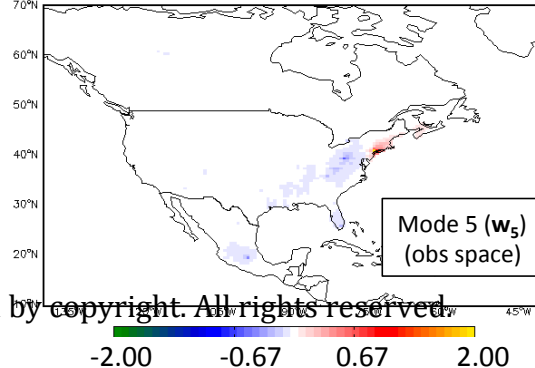 70°N
60°N
50°N
40°N
30°N
20°N
Mode 5 (w₅)
(obs space)
by copyright. All rights reserved.
45°W
-2.00 -0.67 0.67 2.00